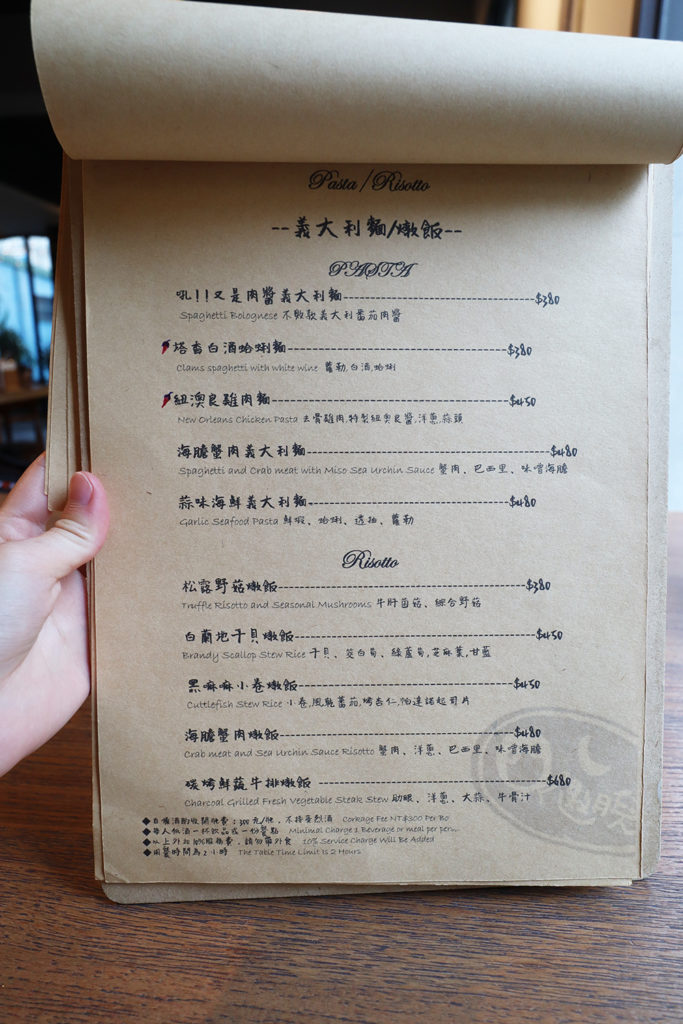 Pasta/Risotto
--義大利麵/燉飯--
PASTA
吼!!又是肉醬義大利麵------$380
Spaghetti Bolognese 不敗款義大利番茄肉醬
塔香白酒蛤蜊麵------$380
Clams spaghetti with white wine 蘿勒,白酒,蛤蜊
紐澳良雞肉麵------$450
New Orleans Chicken Pasta 去骨雞肉,特製紐奧良醬,洋蔥,蒜頭
海膽蟹肉義大利麵------$480
Spaghetti and Crab meat with Miso Sea Urchin Sauce 蟹肉、巴西里、味噌海膽
蒜味海鮮義大利麵------$480
Garlic Seafood Pasta 鮮蝦、蛤蜊、透抽、蘿勒
Risotto
松露野菇燉飯------$380
Truffle Risotto and Seasonal Mushrooms 牛肝菌菇、綜合野菇
白蘭地干貝燉飯------$450
Brandy Scallop Stew Rice 干貝、茭白筍、綠蘆筍,芝麻葉,甘藍
黑嘛嘛小卷燉飯------$450
Cuttlefish Stew Rice 小卷,風乾番茄,烤杏仁,帕達諾起司片
海膽蟹肉燉飯------$480
Crab meat and Sea Urchin Sauce Risotto 蟹肉、洋蔥、巴西里、味噌海膽
碳烤鮮蔬牛排燉飯------$680
Charcoal Grilled Fresh Vegetable Steak Stew 肋眼、洋蔥、大蒜、牛骨汁
◆自備酒酌收開瓶費:300元/瓶,不接受烈酒 Corkage Fee NT$300 Per Bo
◆每人低酒一杯飲品或一份餐點 Minimal Charge 1 Beverage or meal per per
◆以上外加10%服務費,請勿帶外食 10% Service Charge Will Be Added
◆用餐時間為2小時 The Table Time Limit Is 2 Hours